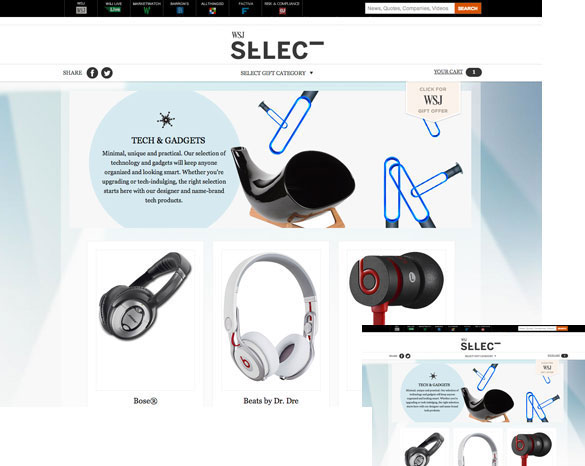 WSJ WSJ LIVE MARKETWATCH BARRON'S ALLTHINGSD FACTIVA RISK & COMPLIANCE
News, Quotes, Companies, Videos SEARCH
WSJ
SELECT
SHARE SELECT GIFT CATEGORY YOUR CART 1
CLICK FOR
WSJ
GIFT OFFER
TECH & GADGETS
Minimal, unique and practical. Our selection of
technology and gadgets will keep anyone
organized and looking smart. Whether you're
upgrading or tech-indulging, the right selection
starts here with our designer and name-brand
tech products.
Bose®
Beats by Dr. Dre
WSJ
SELECT
TECH & GADGETS